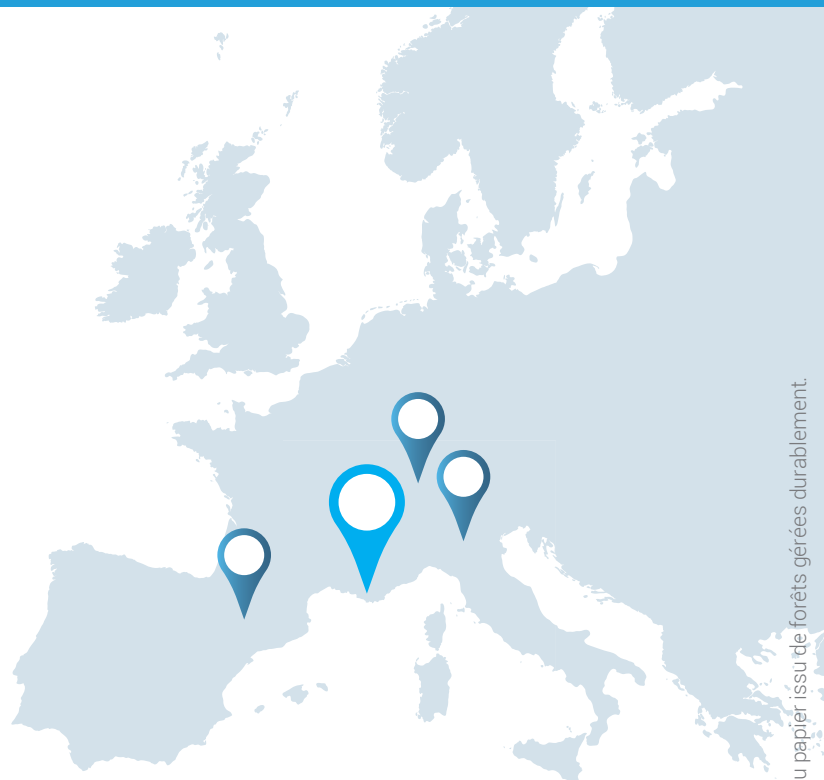 u papier issu de forêts gérées durablement.